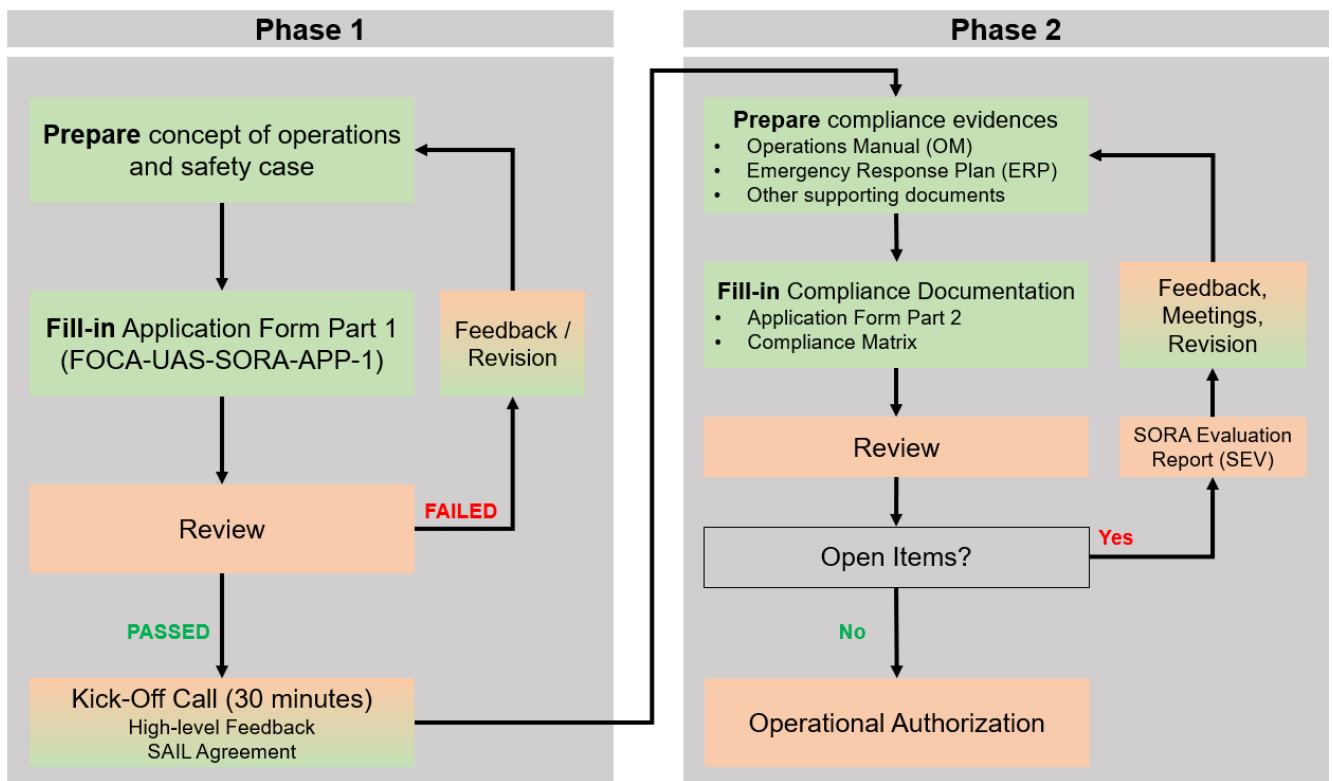 Phase 1
Prepare concept of operations
and safety case
Fill-in Application Form Part 1
(FOCA-UAS-SORA-APP-1)
Feedback /
Revision
Review
FAILED
PASSED
Kick-Off Call (30 minutes)
High-level Feedback
SAIL Agreement
Phase 2
Prepare compliance evidences
• Operations Manual (OM)
• Emergency Response Plan (ERP)
• Other supporting documents
Fill-in Compliance Documentation
• Application Form Part 2
• Compliance Matrix
Feedback,
Meetings,
Revision
Review
SORA Evaluation
Report (SEV)
Open Items?
Yes
No
Operational Authorization